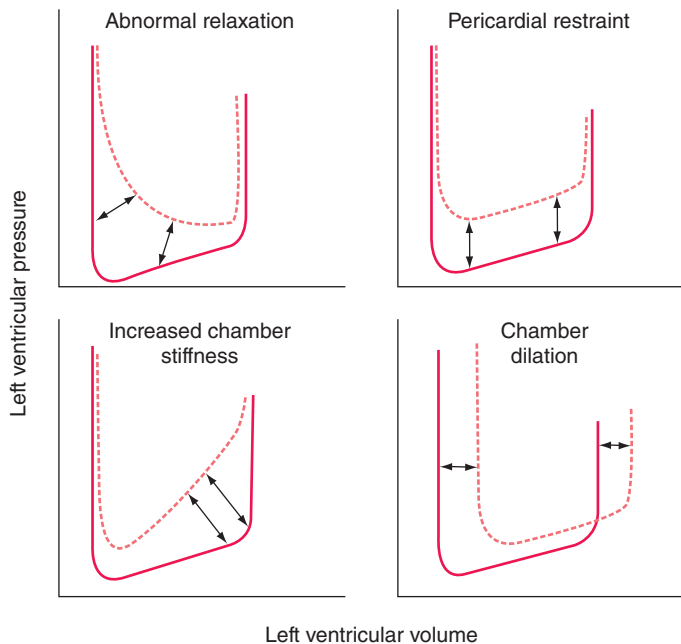 Abnormal relaxation
Pericardial restraint
Increased chamber
stiffness
Chamber
dilation
Left ventricular pressure
Left ventricular volume